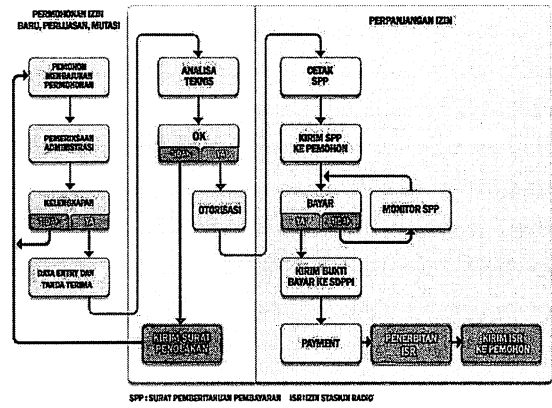 PERMOHONAN IZIN
BARU, PERLUASAN, MUTASI
PEMOHON
MENGAJUKAN
PERMOHONAN
PEMERIKSAAN
ADMINISTRASI
KELENGKAPAN
TIDAK YA
DATA ENTRY DAN
TANDA TERIMA
ANALISA
TEKNIS
OK
TIDAK YA
OTORISASI
KIRIM SURAT
PENOLAKAN
PERPANJANGAN IZIN
CETAK
SPP
KIRIM SPP
KE PEMOHON
BAYAR
YA TIDAK
MONITOR SPP
KIRIM BUKTI
BAYAR KE SDPPI
PAYMENT
PENERBITAN
ISR
KIRIM ISR
KE PEMOHON
SPP : SURAT PEMBERITAHUAN PEMBAYARAN ISR : IZIN STASIUN RADIO